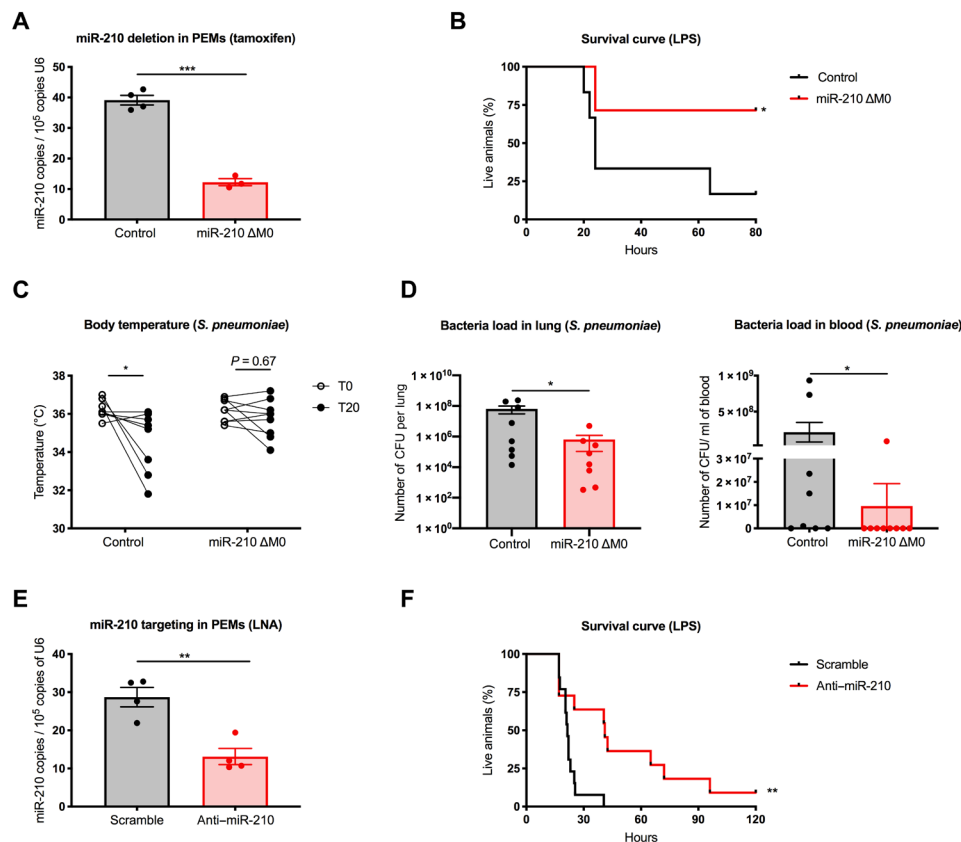 A
miR-210 deletion in PEMs (tamoxifen)
miR-210 copies / 10⁵ copies U6
50
40
30
20
10
0
***
Control
miR-210 ΔM0
B
Survival curve (LPS)
Live animals (%)
100
75
50
25
0
0 20 40 60 80
Hours
Control
miR-210 ΔM0
*
C
Body temperature (S. pneumoniae)
Temperature (°C)
38
36
34
32
30
*
P = 0.67
T0
T20
Control
miR-210 ΔM0
D
Bacteria load in lung (S. pneumoniae)
Number of CFU per lung
1 × 10¹⁰
1 × 10⁸
1 × 10⁶
1 × 10⁴
1 × 10²
1 × 10⁰
*
Control
miR-210 ΔM0
Bacteria load in blood (S. pneumoniae)
Number of CFU/ ml of blood
1 × 10⁹
5 × 10⁸
3 × 10⁷
2 × 10⁷
1 × 10⁷
0
*
Control
miR-210 ΔM0
E
miR-210 targeting in PEMs (LNA)
miR-210 copies / 10⁵ copies of U6
40
30
20
10
0
**
Scramble
Anti–miR-210
F
Survival curve (LPS)
Live animals (%)
100
75
50
25
0
0 30 60 90 120
Hours
Scramble
Anti–miR-210
**